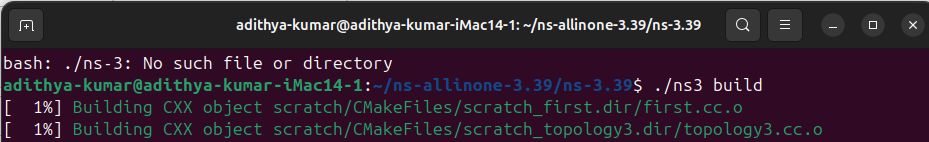 adithya-kumar@adithya-kumar-iMac14-1: ~/ns-allinone-3.39/ns-3.39
bash: ./ns-3: No such file or directory
adithya-kumar@adithya-kumar-iMac14-1:~/ns-allinone-3.39/ns-3.39$ ./ns3 build
[  1%] Building CXX object scratch/CMakeFiles/scratch_first.dir/first.cc.o
[  1%] Building CXX object scratch/CMakeFiles/scratch_topology3.dir/topology3.cc.o